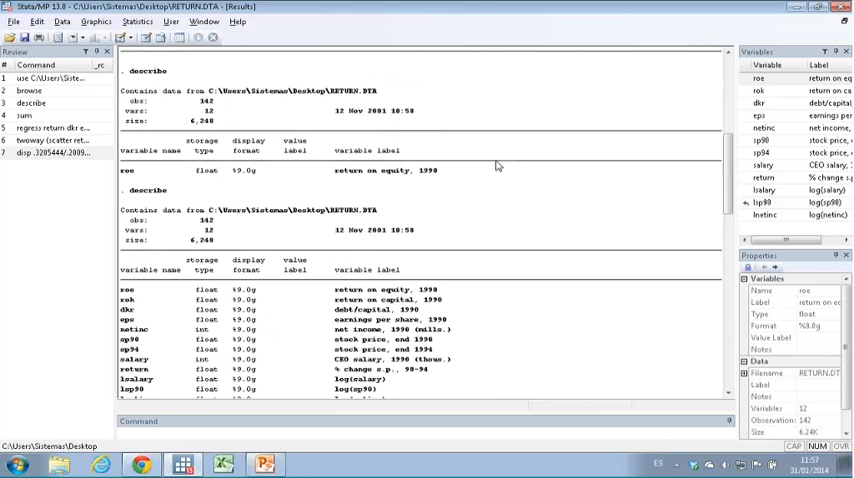 Stata/MP 13.0 - C:\Users\Sistemas\Desktop\RETURN.DTA - [Results]
File Edit Data Graphics Statistics User Window Help
Review
# Command _rc
1 use C:\Users\Siste...
2 browse
3 describe
4 sum
5 regress return dkr e...
6 twoway (scatter ret...
7 disp .3205444/.2009...
. describe
Contains data from C:\Users\Sistemas\Desktop\RETURN.DTA
obs: 142
vars: 12 12 Nov 2001 10:58
size: 6,248
storage display value
variable name type format label variable label
roe float %9.0g return on equity, 1990
. describe
Contains data from C:\Users\Sistemas\Desktop\RETURN.DTA
obs: 142
vars: 12 12 Nov 2001 10:58
size: 6,248
storage display value
variable name type format label variable label
roe float %9.0g return on equity, 1990
rok float %9.0g return on capital, 1990
dkr float %9.0g debt/capital, 1990
eps float %9.0g earnings per share, 1990
netinc int %9.0g net income, 1990 (mills.)
sp90 float %9.0g stock price, end 1990
sp94 float %9.0g stock price, end 1994
salary int %9.0g CEO salary, 1990 (thous.)
return float %9.0g % change s.p., 90-94
lsalary float %9.0g log(salary)
lsp90 float %9.0g log(sp90)
Command
Variables
Variable Label
roe return on equ
rok return on ca
dkr debt/capital,
eps earnings per
netinc net income,
sp90 stock price,
sp94 stock price,
salary CEO salary, 1
return % change s.p
lsalary log(salary)
lsp90 log(sp90)
lnetinc log(netinc)
Properties
Variables
Name roe
Label return on ec
Type float
Format %9.0g
Value Label
Notes
Data
Filename RETURN.DT
Label
Notes
Variables 12
Observation: 142
Size 6.24K
C:\Users\Sistemas\Desktop
CAP NUM OVR
ES
11:57
31/01/2014